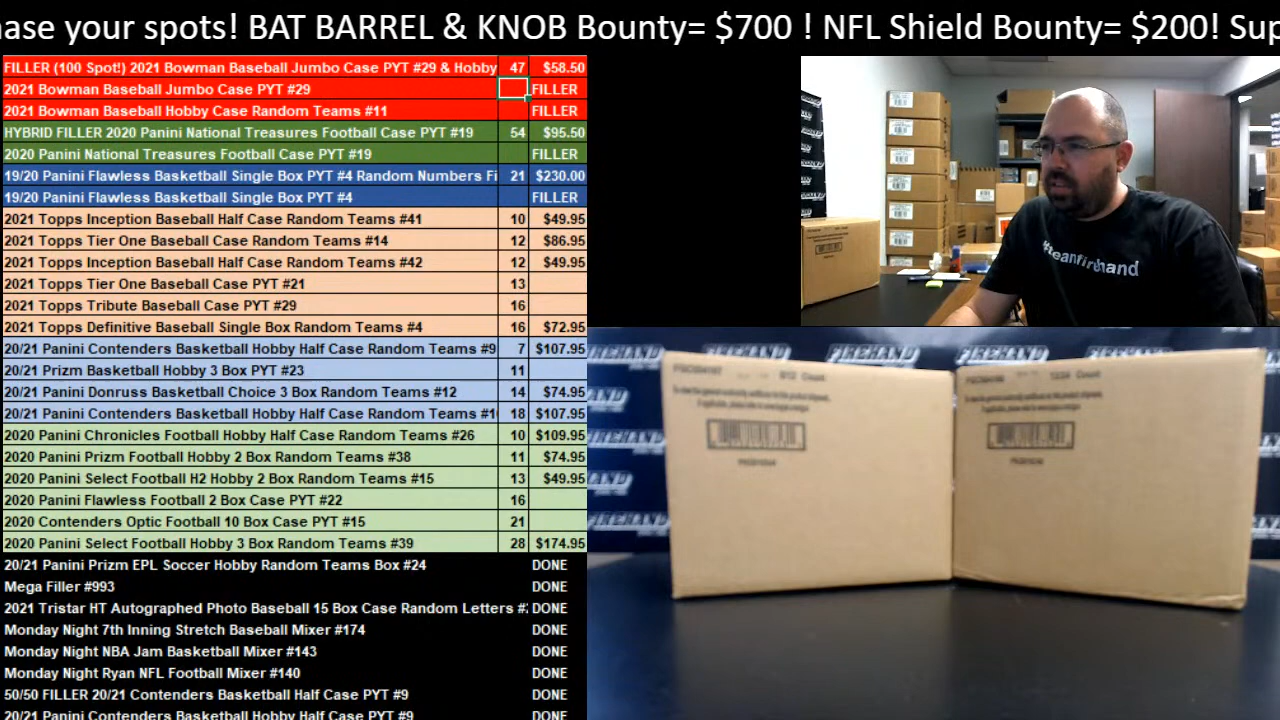 ase your spots! BAT BARREL & KNOB Bounty= $700 ! NFL Shield Bounty= $200! Sup
FILLER (100 Spot!) 2021 Bowman Baseball Jumbo Case PYT #29 & Hobby 47 $58.50
2021 Bowman Baseball Jumbo Case PYT #29 FILLER
2021 Bowman Baseball Hobby Case Random Teams #11 FILLER
HYBRID FILLER 2020 Panini National Treasures Football Case PYT #19 54 $95.50
2020 Panini National Treasures Football Case PYT #19 FILLER
19/20 Panini Flawless Basketball Single Box PYT #4 Random Numbers Fi 21 $230.00
19/20 Panini Flawless Basketball Single Box PYT #4 FILLER
2021 Topps Inception Baseball Half Case Random Teams #41 10 $49.95
2021 Topps Tier One Baseball Case Random Teams #14 12 $86.95
2021 Topps Inception Baseball Half Case Random Teams #42 12 $49.95
2021 Topps Tier One Baseball Case PYT #21 13
2021 Topps Tribute Baseball Case PYT #29 16
2021 Topps Definitive Baseball Single Box Random Teams #4 16 $72.95
20/21 Panini Contenders Basketball Hobby Half Case Random Teams #9 7 $107.95
20/21 Prizm Basketball Hobby 3 Box PYT #23 11
20/21 Panini Donruss Basketball Choice 3 Box Random Teams #12 14 $74.95
20/21 Panini Contenders Basketball Hobby Half Case Random Teams #1 18 $107.95
2020 Panini Chronicles Football Hobby Half Case Random Teams #26 10 $109.95
2020 Panini Prizm Football Hobby 2 Box Random Teams #38 11 $74.95
2020 Panini Select Football H2 Hobby 2 Box Random Teams #15 13 $49.95
2020 Panini Flawless Football 2 Box Case PYT #22 16
2020 Contenders Optic Football 10 Box Case PYT #15 21
2020 Panini Select Football Hobby 3 Box Random Teams #39 28 $174.95
20/21 Panini Prizm EPL Soccer Hobby Random Teams Box #24 DONE
Mega Filler #993 DONE
2021 Tristar HT Autographed Photo Baseball 15 Box Case Random Letters #: DONE
Monday Night 7th Inning Stretch Baseball Mixer #174 DONE
Monday Night NBA Jam Basketball Mixer #143 DONE
Monday Night Ryan NFL Football Mixer #140 DONE
50/50 FILLER 20/21 Contenders Basketball Half Case PYT #9 DONE
20/21 Panini Contenders Basketball Hobby Half Case PYT #9 DONE
#teamfirehand
FIREHAND
FIREHAND
FIREHAND
FIREHAND
Count
Count